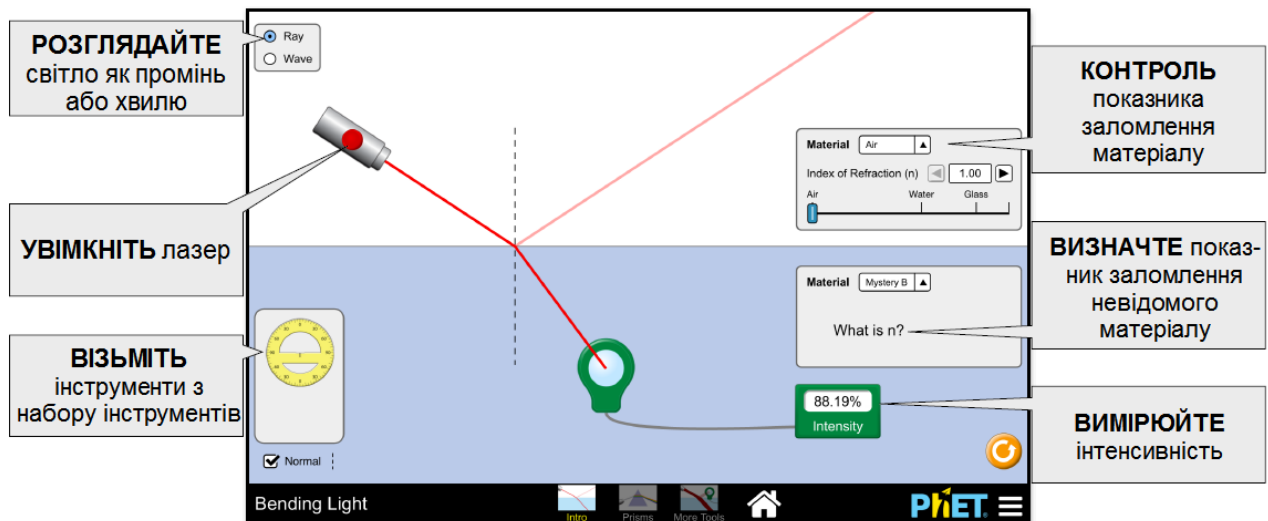 РОЗГЛЯДАЙТЕ
світло як промінь
або хвилю
УВІМКНІТЬ лазер
ВІЗЬМІТЬ
інструменти з
набору інструментів
Ray
Wave
Material Air
Index of Refraction (n) 1.00
Air Water Glass
Material Mystery B
What is n?
88.19%
Intensity
Normal
Bending Light
Intro
Prisms
More Tools
PhET
КОНТРОЛЬ
показника
заломлення
матеріалу
ВИЗНАЧТЕ показ-
ник заломлення
невідомого
матеріалу
ВИМІРЮЙТЕ
інтенсивність